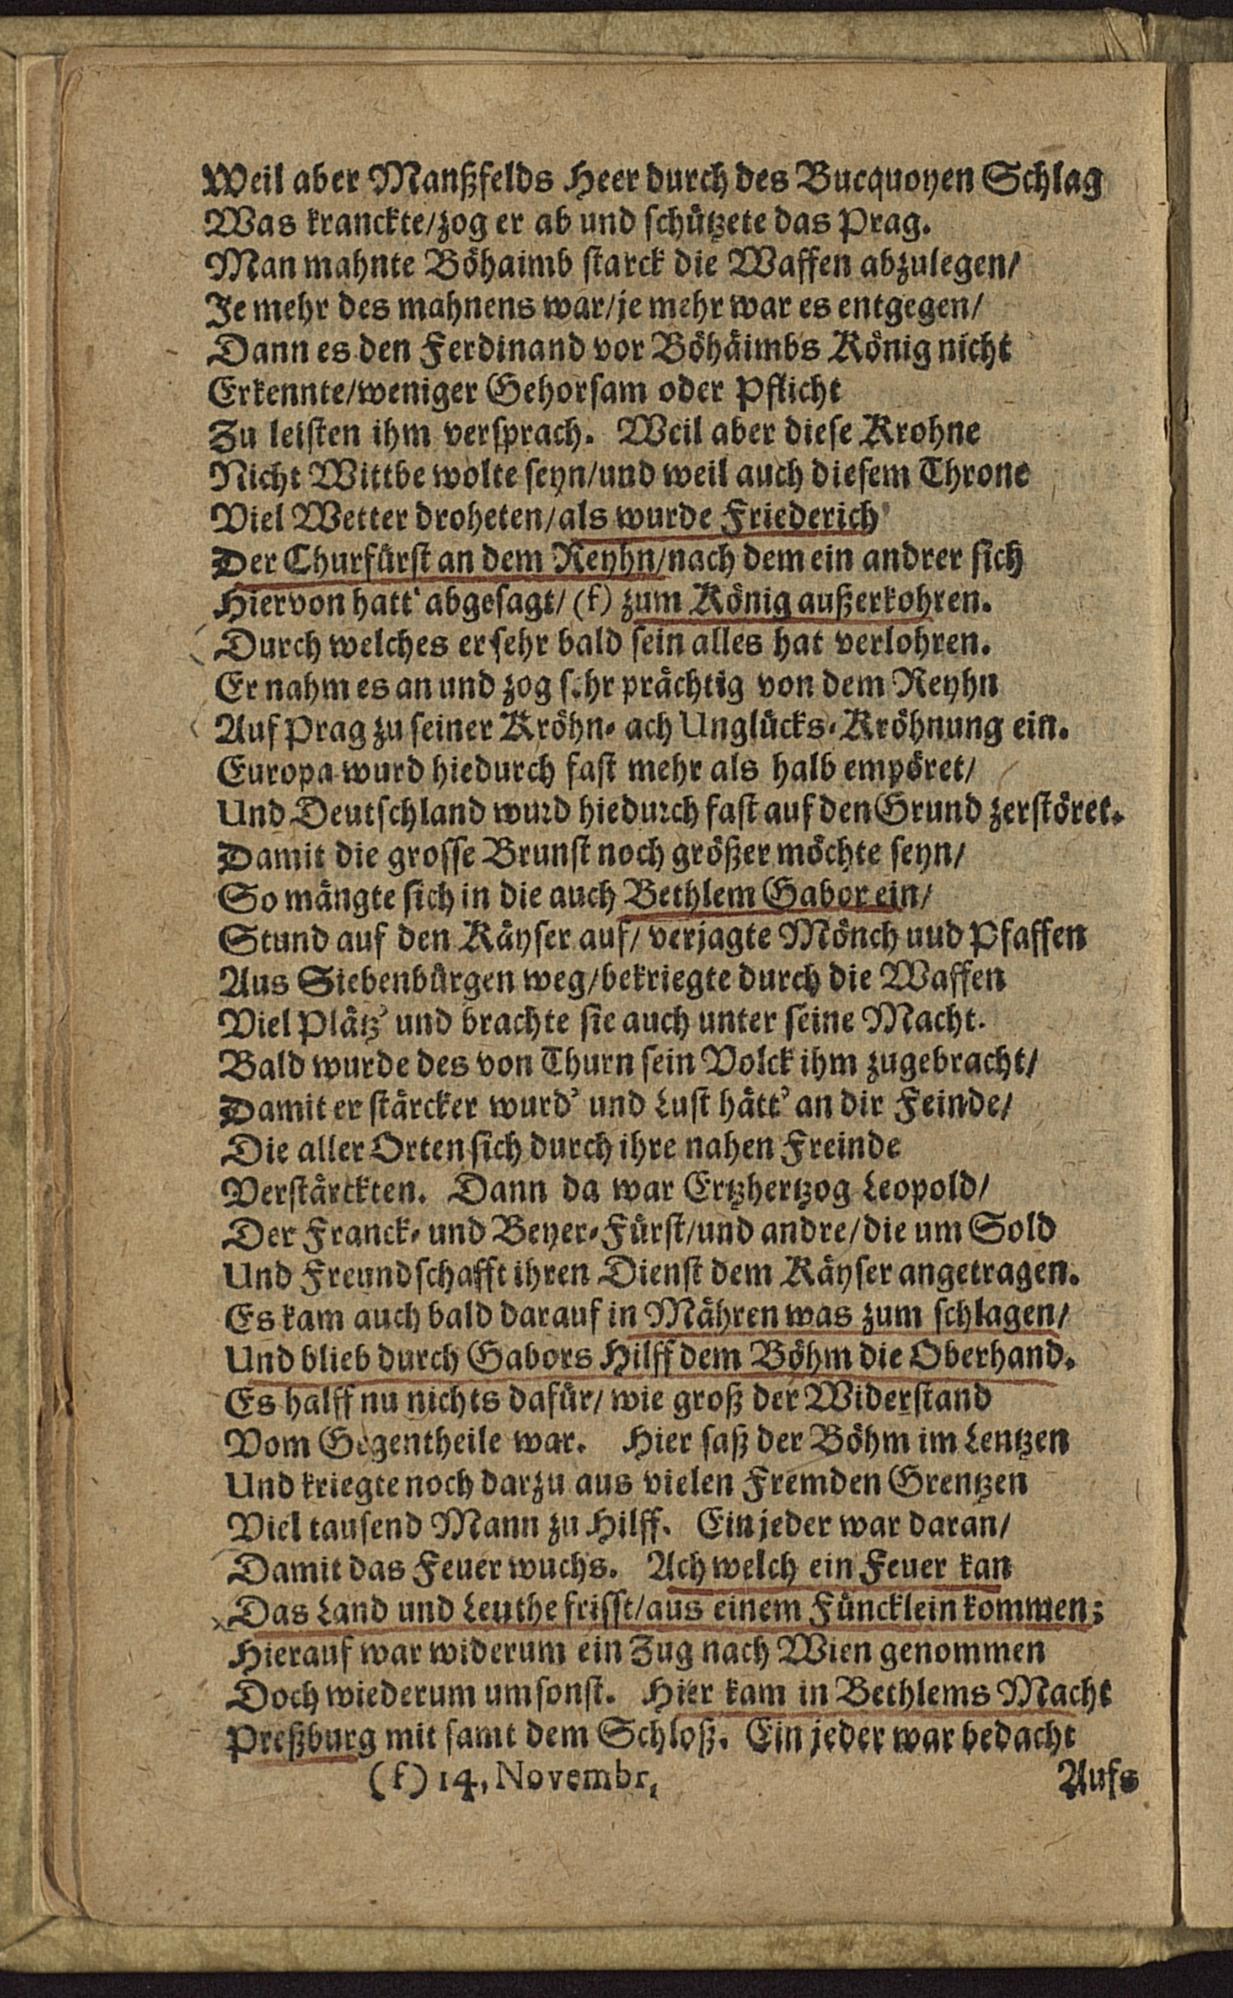 Weil aber Manßfelds Heer durch des Bucquoyen Schlag
Was kranckte/zog er ab und schützete das Prag.
Man mahnte Böhaimb starck die Waffen abzulegen/
Je mehr des mahnens war/je mehr war es entgegen/
Dann es den Ferdinand vor Böhäimbs König nicht
Erkennte/weniger Gehorsam oder Pflicht
Zu leisten ihm versprach. Weil aber diese Krohne
Nicht Wittbe wolte seyn/und weil auch diesem Throne
Viel Wetter droheten/als wurde Friederich
Der Churfürst an dem Reyhn/nach dem ein andrer sich
Hiervon hatt' abgesagt/ (f) zum König außerkohren.
Durch welches er sehr bald sein alles hat verlohren.
Er nahm es an und zog sehr prächtig von dem Reyhn
Auf Prag zu seiner Kröhn- ach Unglücks-Kröhnung ein.
Europa wurd hiedurch fast mehr als halb empöret/
Und Deutschland wurd hiedurch fast auf den Grund zerstöret.
Damit die grosse Brunst noch größer möchte seyn/
So mängte sich in die auch Bethlem Gabor ein/
Stund auf den Käyser auf/ verjagte Mönch uud Pfaffen
Aus Siebenbürgen weg/bekriegte durch die Waffen
Viel Plätz' und brachte sie auch unter seine Macht.
Bald wurde des von Thurn sein Volck ihm zugebracht/
Damit er stärcker wurd' und Lust hätt' an dir Feinde/
Die aller Orten sich durch ihre nahen Freinde
Verstärckten. Dann da war Ertzhertzog Leopold/
Der Franck- und Beyer-Fürst/und andre/die um Sold
Und Freundschafft ihren Dienst dem Käyser angetragen.
Es kam auch bald darauf in Mähren was zum schlagen/
Und blieb durch Gabors Hilff dem Böhm die Oberhand.
Es halff nu nichts dafür/ wie groß der Widerstand
Vom Gegentheile war. Hier saß der Böhm im Lentzen
Und kriegte noch darzu aus vielen Fremden Grentzen
Viel tausend Mann zu Hilff. Ein jeder war daran/
Damit das Feuer wuchs. Ach welch ein Feuer kan
Das Land und Leuthe frisst/aus einem Füncklein kommen;
Hierauf war widerum ein Zug nach Wien genommen
Doch wiederum umsonst. Hier kam in Bethlems Macht
Preßburg mit samt dem Schloß. Ein jeder war bedacht
(f) 14. Novembr. Aufs